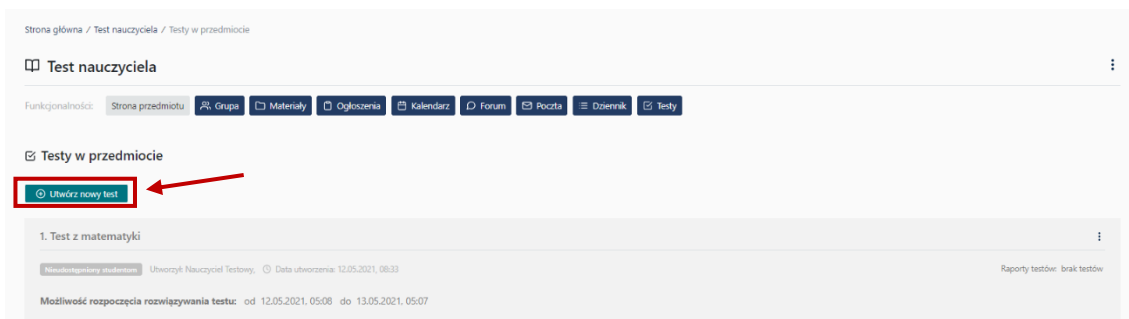 Strona główna / Test nauczyciela / Testy w przedmiocie
Test nauczyciela
Funkcjonalności: Strona przedmiotu Grupa Materiały Ogłoszenia Kalendarz Forum Poczta Dziennik Testy
Testy w przedmiocie
Utwórz nowy test
1. Test z matematyki
Nieudostępniony studentom Utworzył: Nauczyciel Testowy, Data utworzenia: 12.05.2021, 08:33 Raporty testów: brak testów
Możliwość rozpoczęcia rozwiązywania testu: od 12.05.2021, 05:08 do 13.05.2021, 05:07